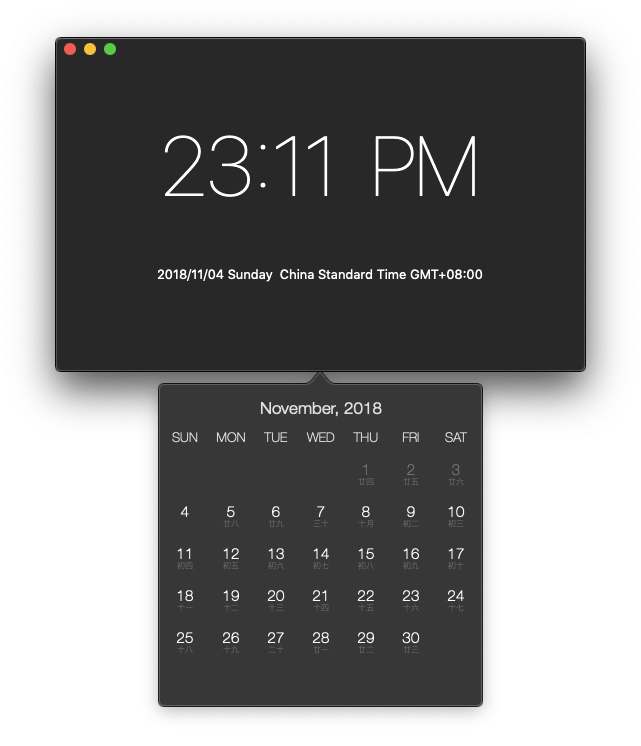 23:11 PM
2018/11/04 Sunday  China Standard Time GMT+08:00
November, 2018
SUN MON TUE WED THU FRI SAT
1 2 3
廿四 廿五 廿六
4 5 6 7 8 9 10
廿八 廿九 三十 十月 初二 初三
11 12 13 14 15 16 17
初四 初五 初六 初七 初八 初九 初十
18 19 20 21 22 23 24
十一 十二 十三 十四 十五 十六 十七
25 26 27 28 29 30
十八 十九 二十 廿一 廿二 廿三